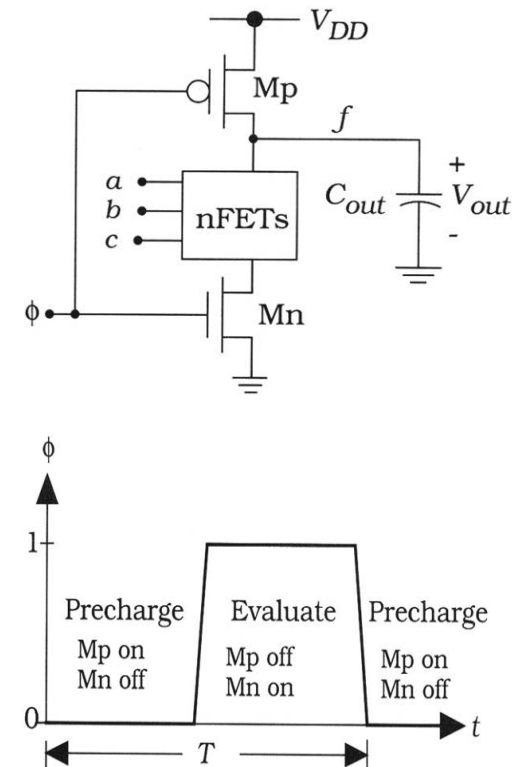 V_DD
Mp
f
a
b
c
nFETs
C_out
+
V_out
-
ϕ
Mn
ϕ
1
Precharge
Mp on
Mn off
Evaluate
Mp off
Mn on
Precharge
Mp on
Mn off
0
t
T